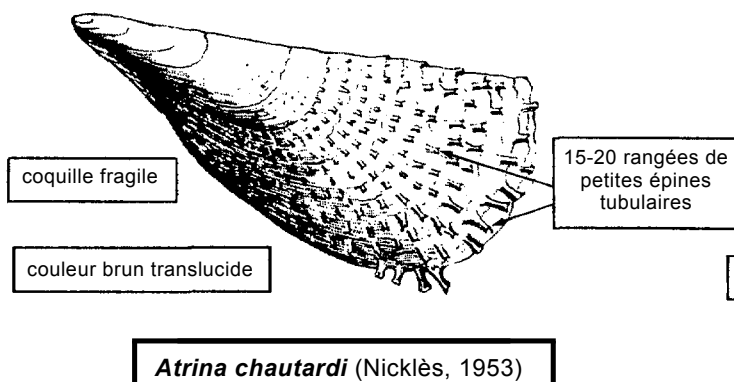 coquille fragile
15-20 rangées de
petites épines
tubulaires
couleur brun translucide
Atrina chautardi (Nicklès, 1953)